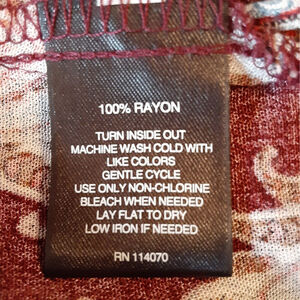 100% RAYON
TURN INSIDE OUT
MACHINE WASH COLD WITH
LIKE COLORS
GENTLE CYCLE
USE ONLY NON-CHLORINE
BLEACH WHEN NEEDED
LAY FLAT TO DRY
LOW IRON IF NEEDED
RN 114070